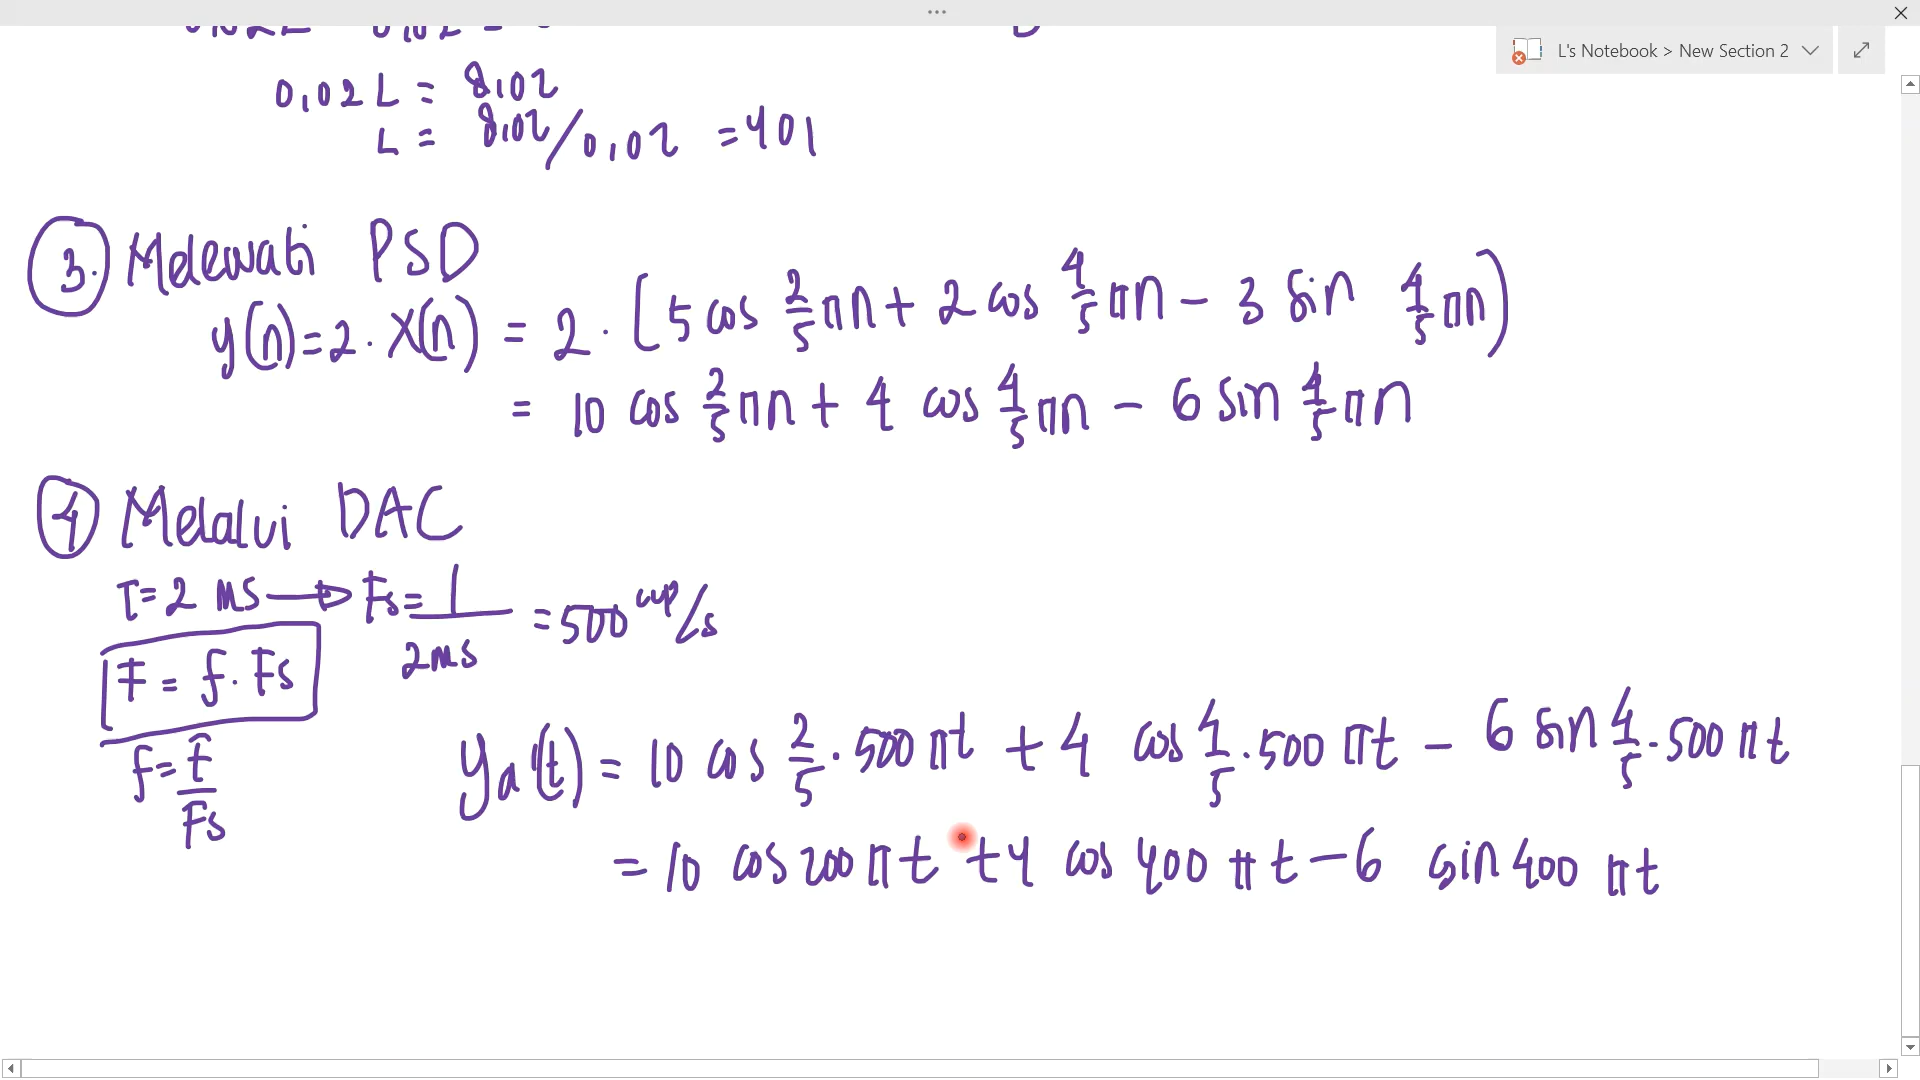 L's Notebook > New Section 2
0,02 L = 8,02
L = 8,02/0,02 = 401
3. Melewati PSD
y(n) = 2 . X(n) = 2 . [5 cos 2/5 πn + 2 cos 4/5 πn − 3 sin 4/5 πn)
= 10 cos 2/5 πn + 4 cos 4/5 πn − 6 sin 4/5 πn
4 Melalui DAC
T = 2 ms → Fs = 1/2ms = 500 cup/s
F = f . Fs
f = F/Fs
ya(t) = 10 cos 2/5 . 500 πt + 4 cos 4/5 . 500 πt − 6 sin 4/5 . 500 πt
= 10 cos 200 πt + 4 cos 400 πt − 6 sin 400 πt